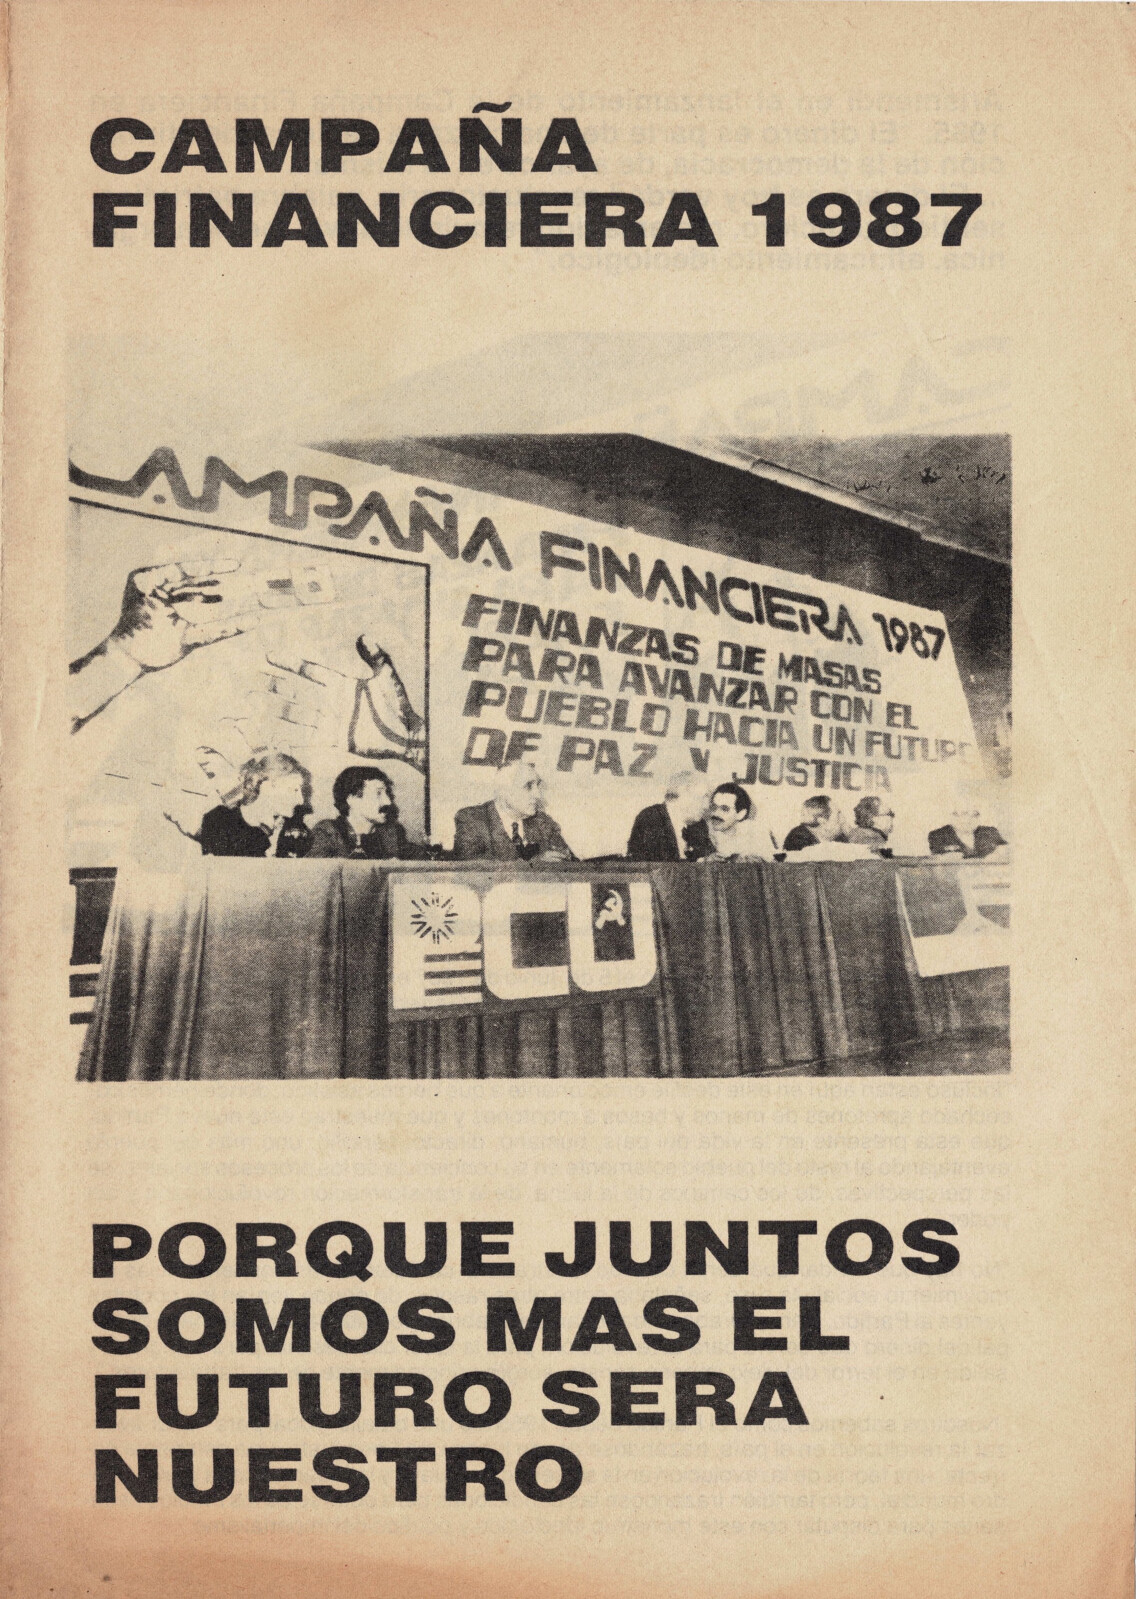 CAMPAÑA
FINANCIERA 1987
CAMPAÑA FINANCIERA 1987
FINANZAS DE MASAS
PARA AVANZAR CON EL
PUEBLO HACIA UN FUTURO
DE PAZ Y JUSTICIA
PCU
PORQUE JUNTOS
SOMOS MAS EL
FUTURO SERA
NUESTRO